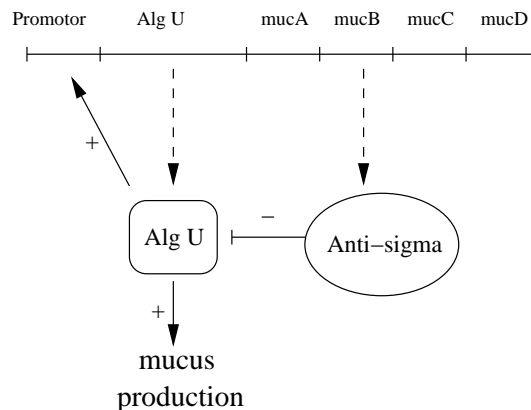 Promotor Alg U mucA mucB mucC mucD
+
−
Alg U Anti−sigma
+
mucus
production